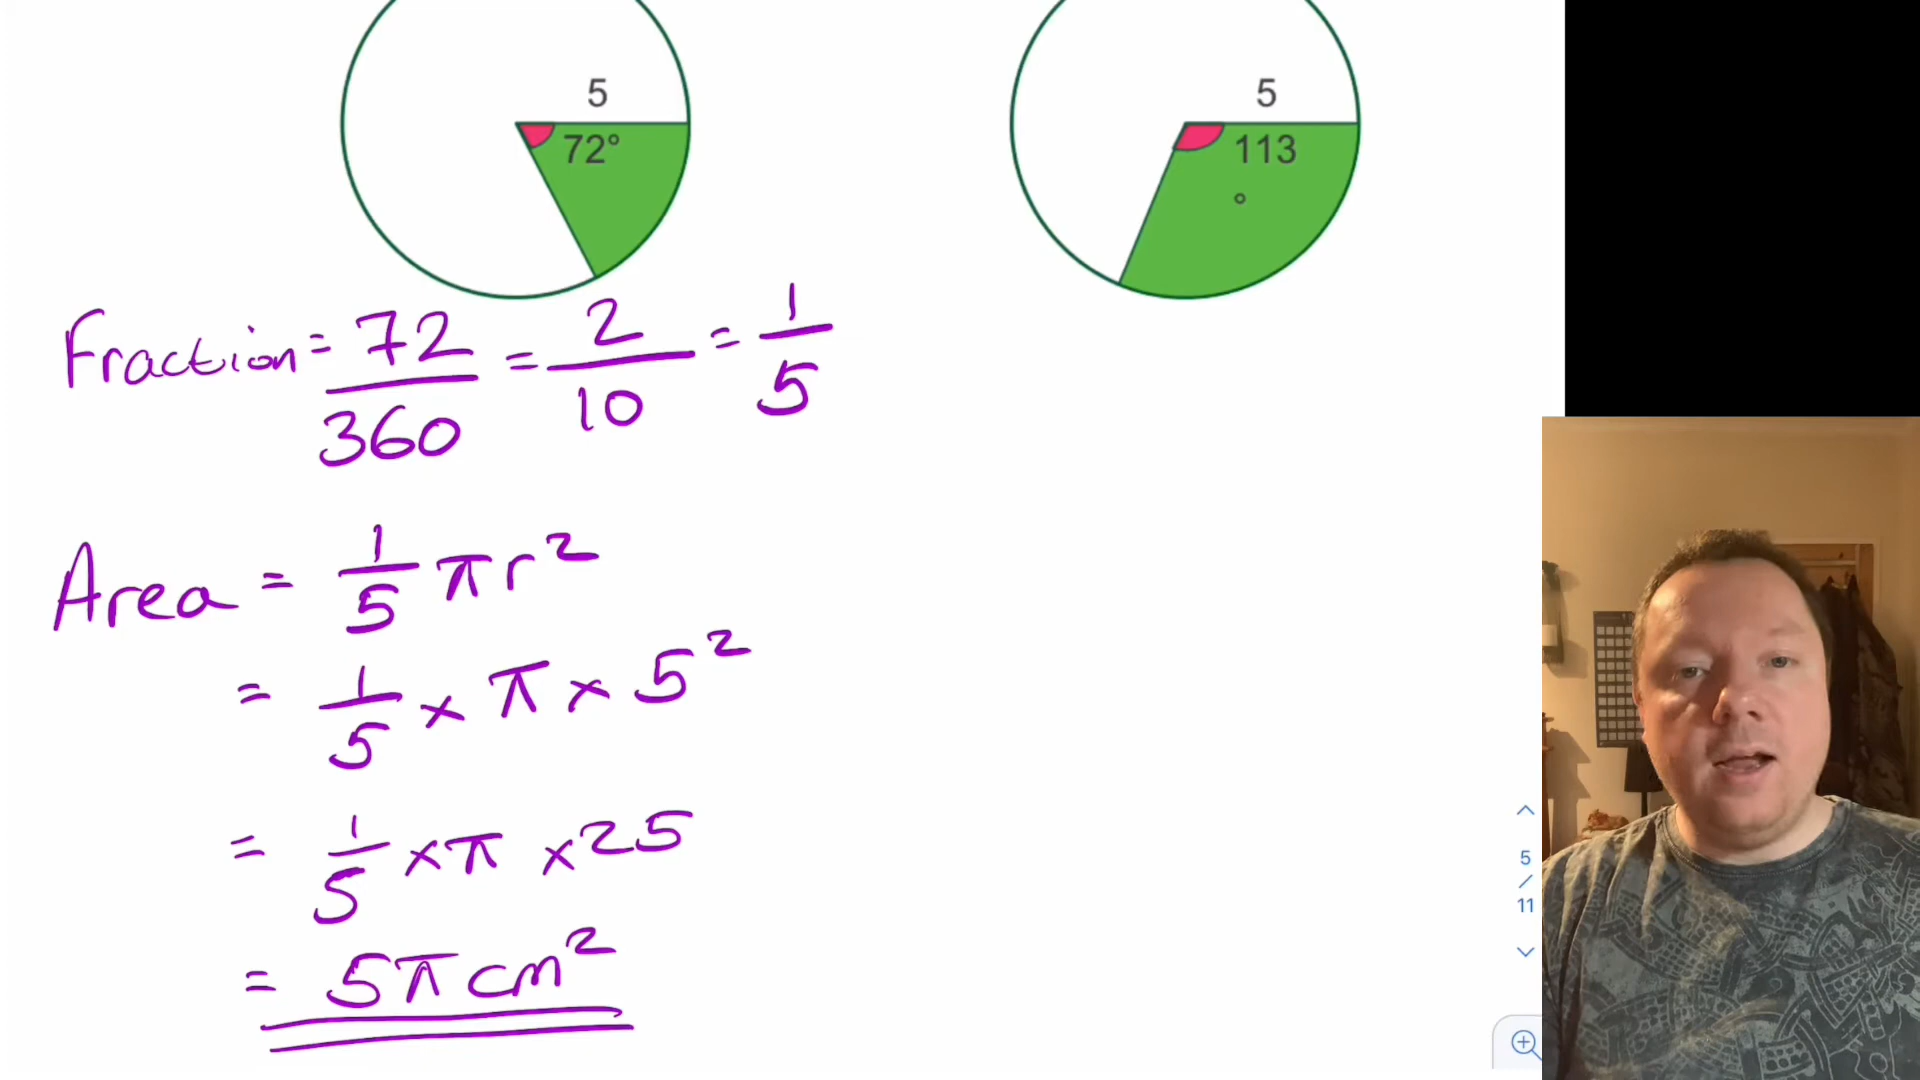 5
72°
5
113
°
Fraction = 72/360 = 2/10 = 1/5
Area = 1/5 πr²
= 1/5 × π × 5²
= 1/5 × π × 25
= 5π cm²
5
/
11